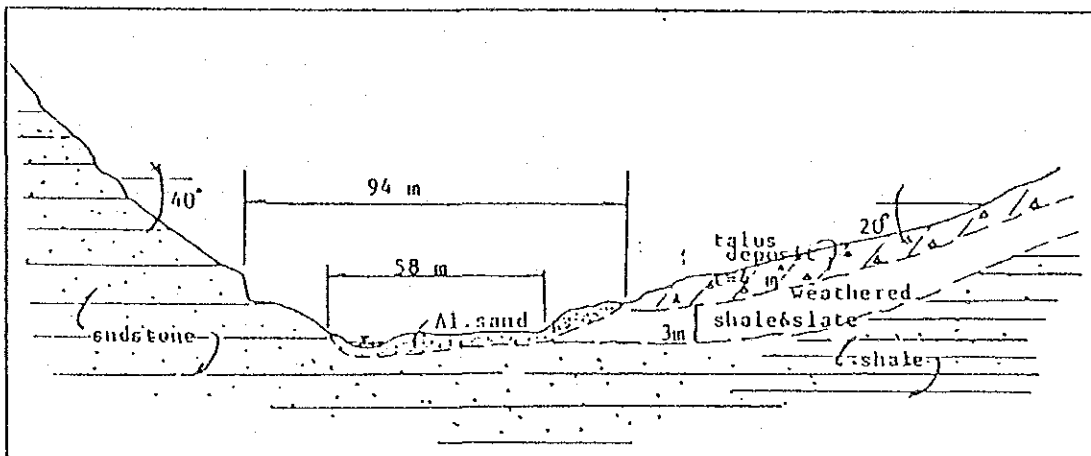 94 m
40°
20°
58 m
talus
deposit
weathered
Al.sand
shale&slate
sndstone
3m
shale